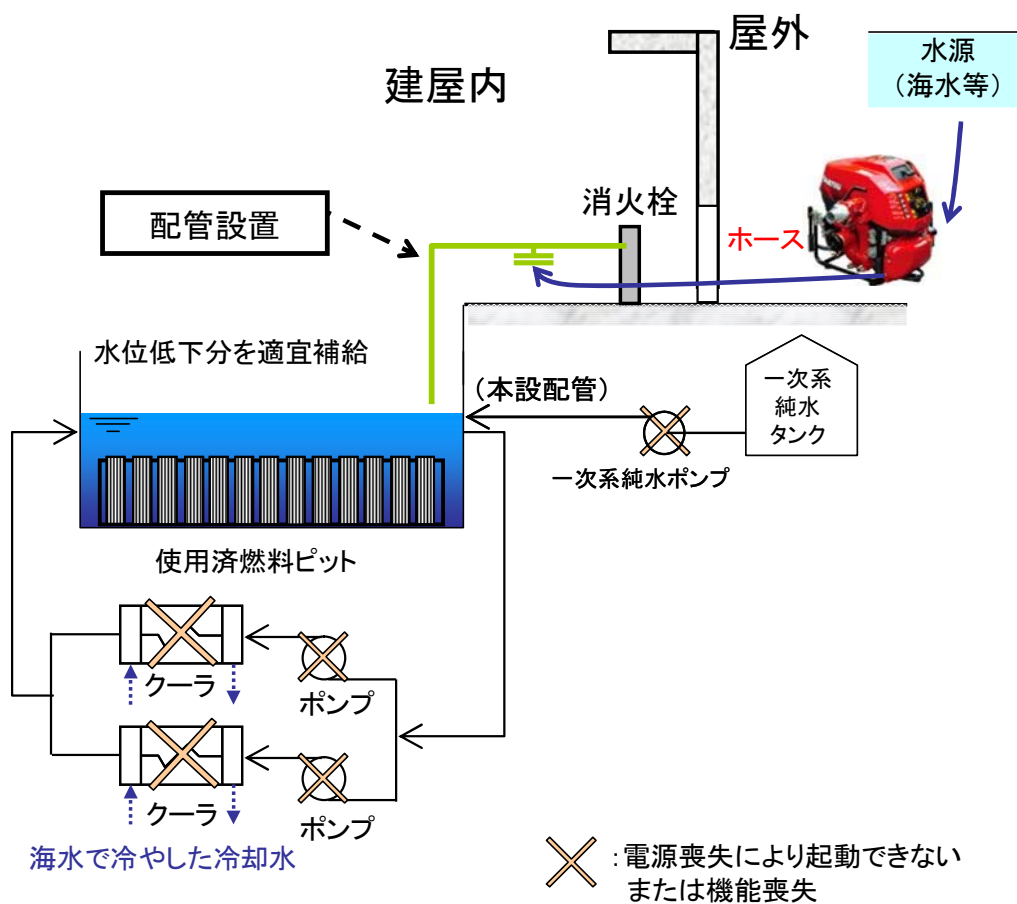 屋外
水源
（海水等）
建屋内
消火栓
ホース
配管設置
水位低下分を適宜補給
（本設配管）
一次系
純水
タンク
一次系純水ポンプ
使用済燃料ピット
クーラ
ポンプ
クーラ
ポンプ
海水で冷やした冷却水
：電源喪失により起動できない
または機能喪失